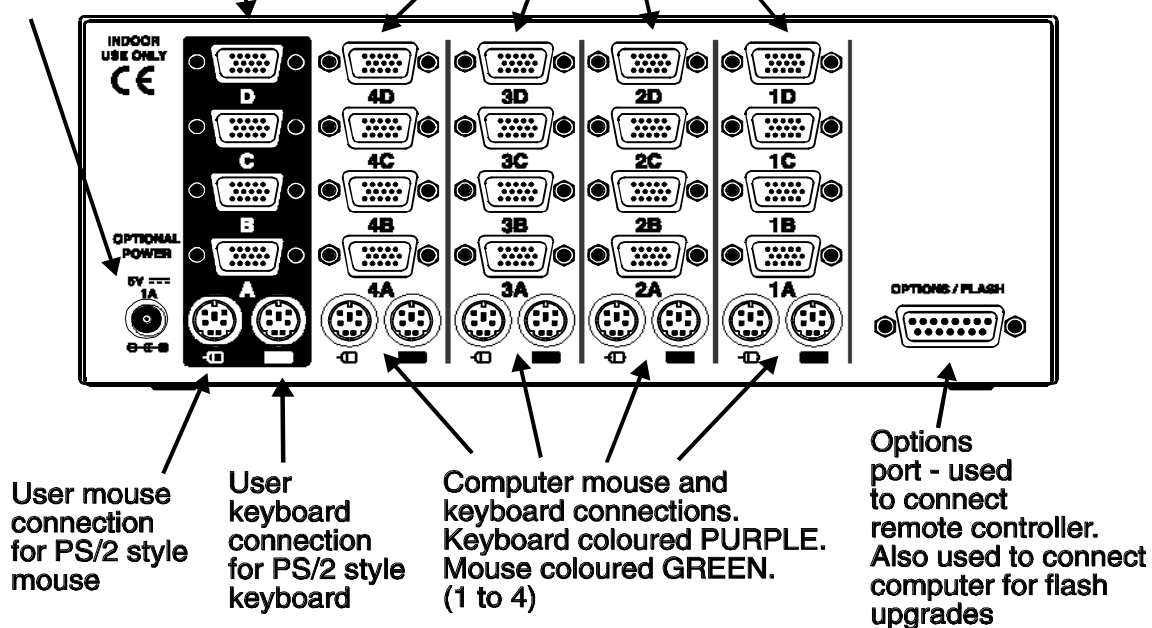 INDOOR
USE ONLY
CE
D
4D
3D
2D
1D
C
4C
3C
2C
1C
B
4B
3B
2B
1B
OPTIONAL
POWER
5V
1A
A
4A
3A
2A
1A
OPTIONS / FLASH
User mouse
connection
for PS/2 style
mouse
User
keyboard
connection
for PS/2 style
keyboard
Computer mouse and
keyboard connections.
Keyboard coloured PURPLE.
Mouse coloured GREEN.
(1 to 4)
Options
port - used
to connect
remote controller.
Also used to connect
computer for flash
upgrades